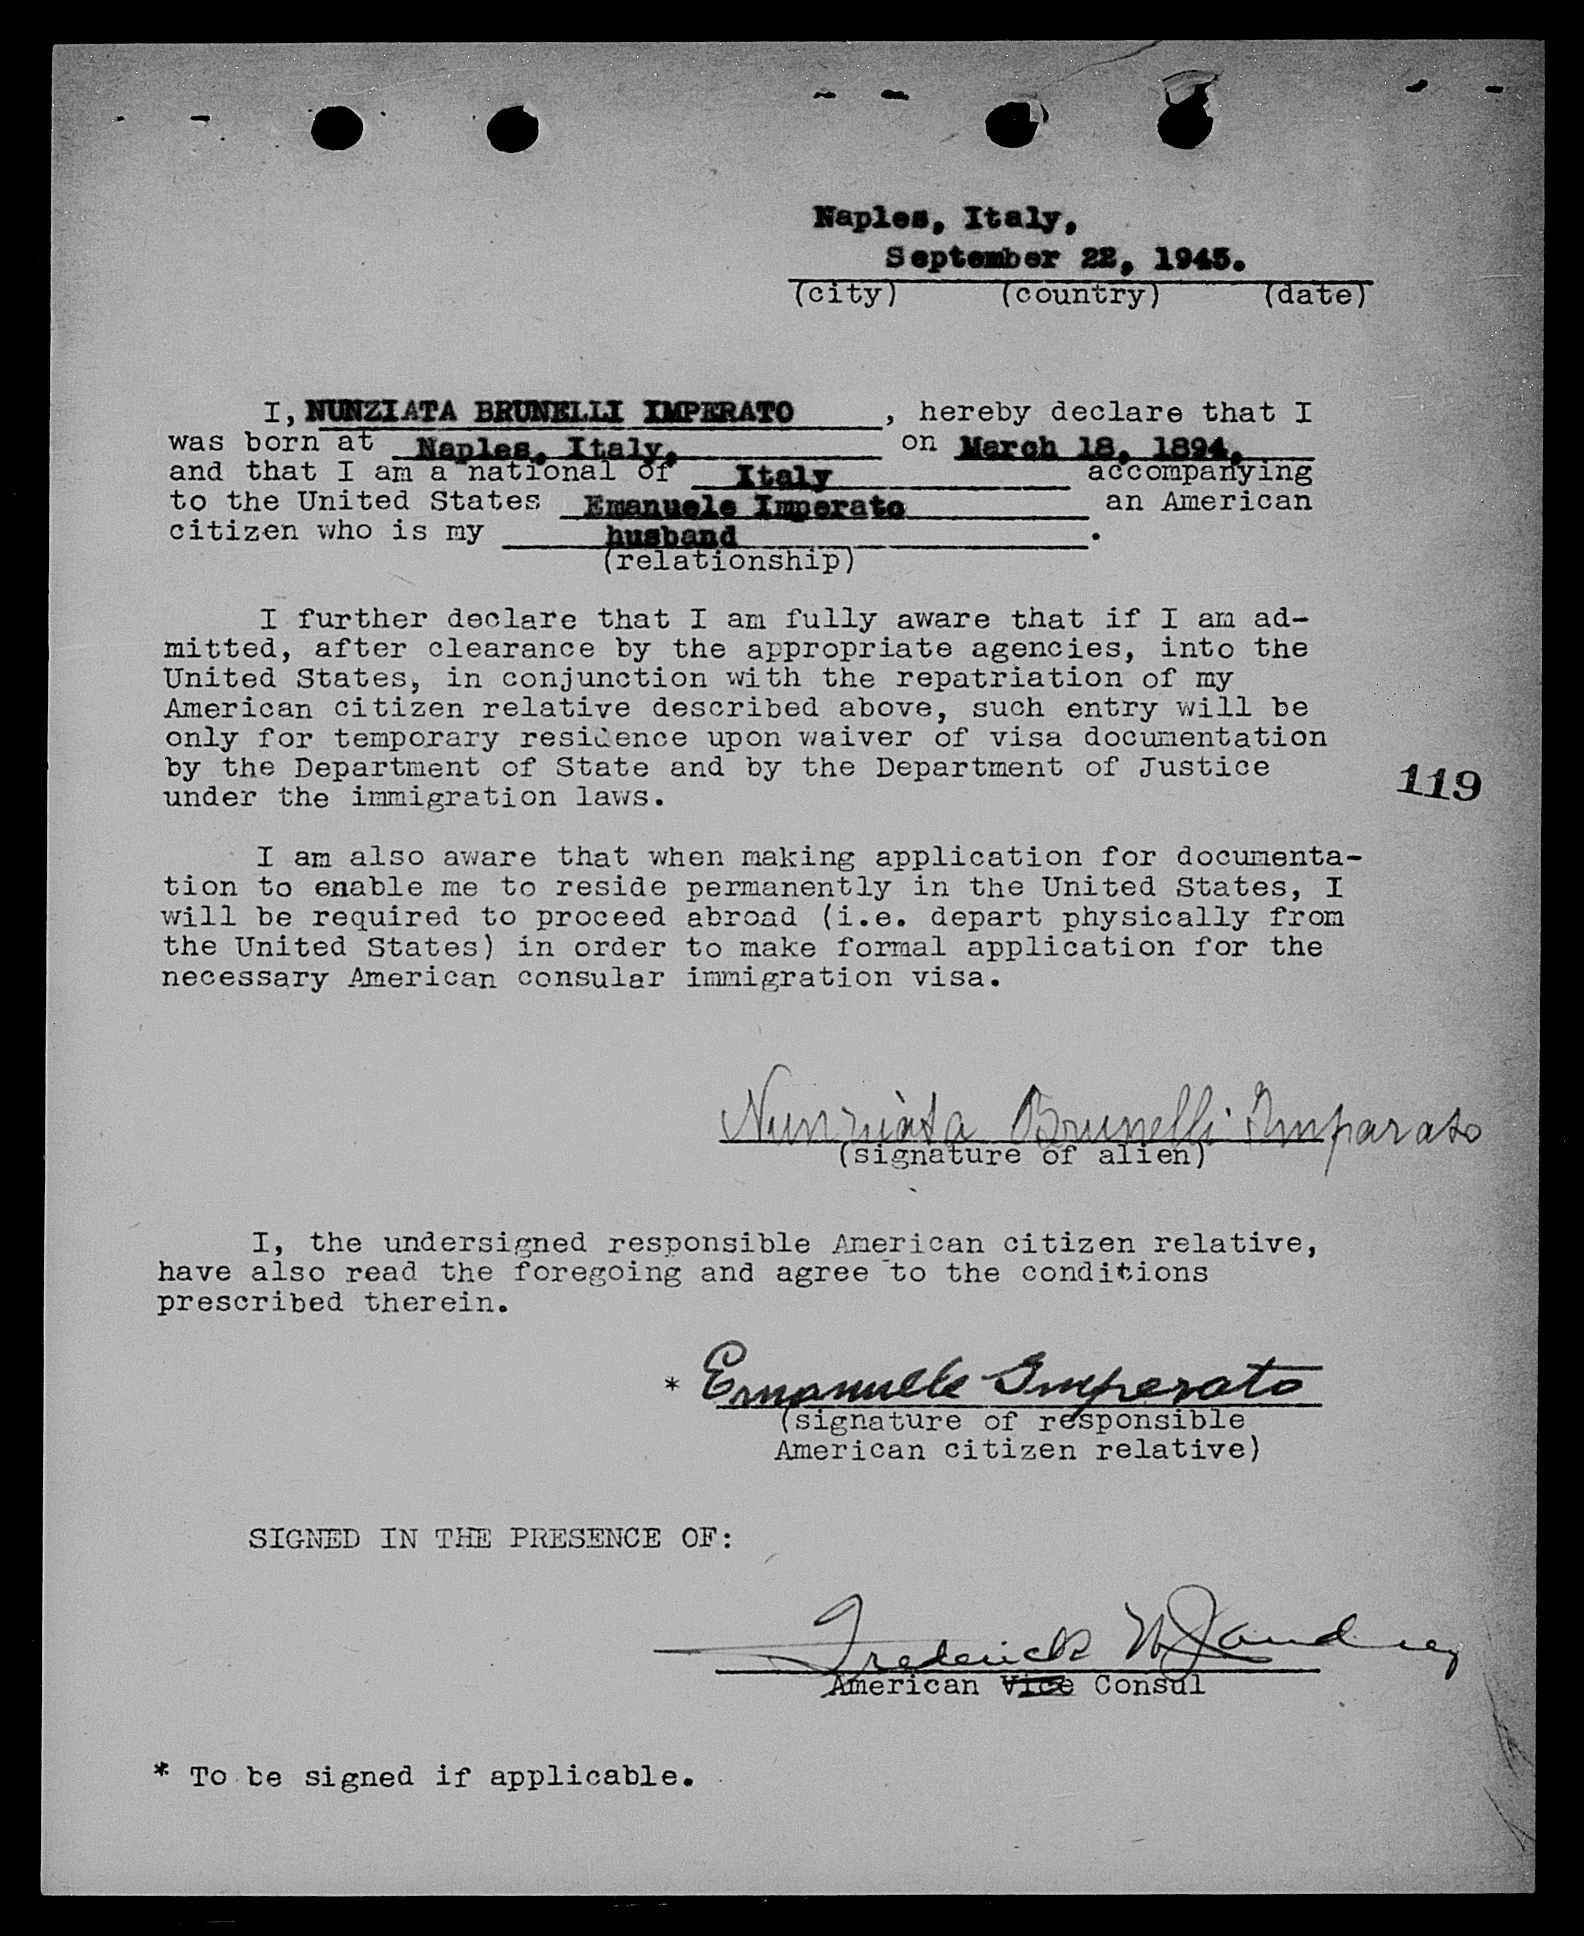 Naples, Italy,
September 22, 1945.
(city) (country) (date)
I, NUNZIATA BRUNELLI IMPERATO, hereby declare that I
was born at Naples, Italy, on March 18, 1894,
and that I am a national of Italy accompanying
to the United States Emanuele Imperato an American
citizen who is my husband.
(relationship)
I further declare that I am fully aware that if I am ad-
mitted, after clearance by the appropriate agencies, into the
United States, in conjunction with the repatriation of my
American citizen relative described above, such entry will be
only for temporary residence upon waiver of visa documentation
by the Department of State and by the Department of Justice
under the immigration laws.
119
I am also aware that when making application for documenta-
tion to enable me to reside permanently in the United States, I
will be required to proceed abroad (i.e. depart physically from
the United States) in order to make formal application for the
necessary American consular immigration visa.
Nunziata Brunelli Imparato
(signature of alien)
I, the undersigned responsible American citizen relative,
have also read the foregoing and agree to the conditions
prescribed therein.
* Emanuele Imperato
(signature of responsible
American citizen relative)
SIGNED IN THE PRESENCE OF:
Frederick W Jandrey
American Vice Consul
* To be signed if applicable.